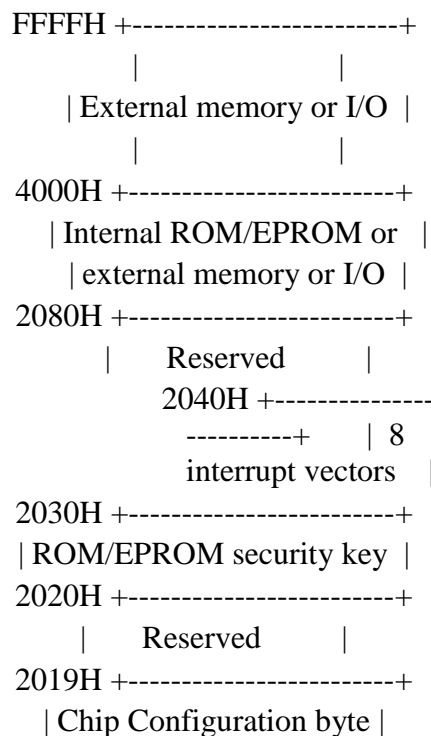 FFFFH +-------------------------+
| |
| External memory or I/O |
| |
4000H +-------------------------+
| Internal ROM/EPROM or |
| external memory or I/O |
2080H +-------------------------+
| Reserved |
2040H +---------------
----------+ | 8
interrupt vectors |
2030H +-------------------------+
| ROM/EPROM security key |
2020H +-------------------------+
| Reserved |
2019H +-------------------------+
| Chip Configuration byte |